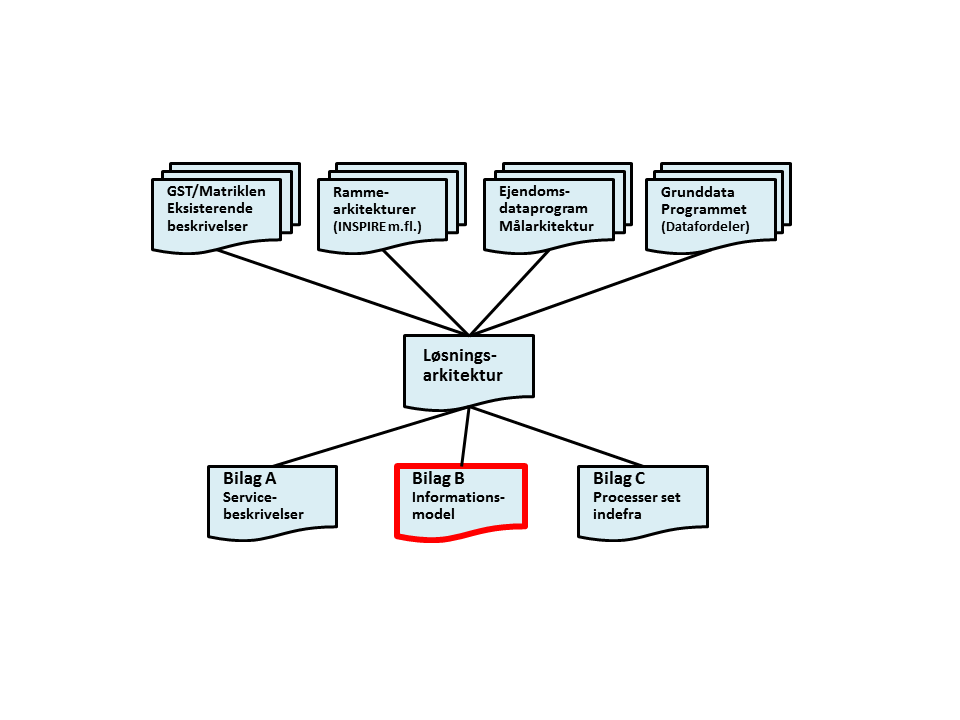 GST/Matriklen
Eksisterende
beskrivelser
Ramme-
arkitekturer
(INSPIRE m.fl.)
Ejendoms-
dataprogram
Målarkitektur
Grunddata
Programmet
(Datafordeler)
Løsnings-
arkitektur
Bilag A
Service-
beskrivelser
Bilag B
Informations-
model
Bilag C
Processer set
indefra